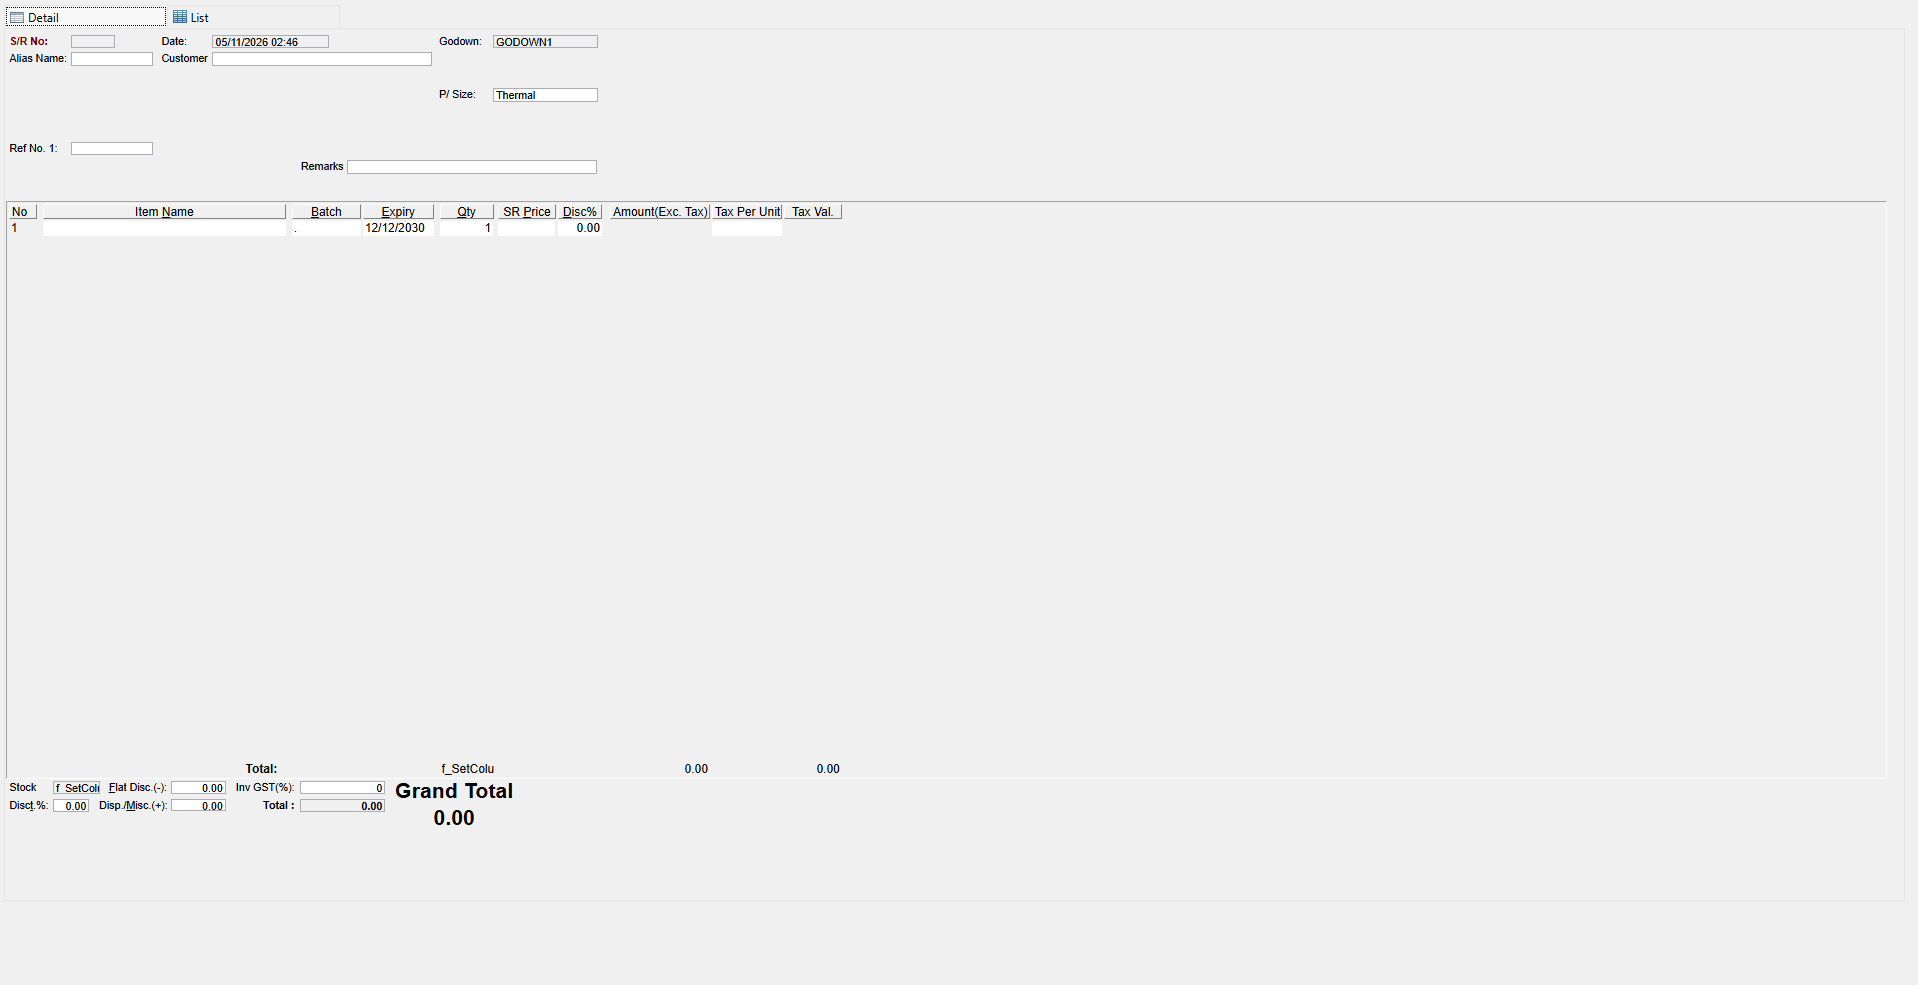 Detail List
S/R No: Date: 05/11/2026 02:46 Godown: GODOWN1
Alias Name: Customer
P/ Size: Thermal
Ref No. 1:
Remarks
No Item Name Batch Expiry Qty SR Price Disc% Amount(Exc. Tax) Tax Per Unit Tax Val.
1 . 12/12/2030 1 0.00
Total: f_SetColu 0.00 0.00
Stock f_SetColu Flat Disc.(-): 0.00 Inv GST(%): 0 Grand Total
Disct.%: 0.00 Disp./Misc.(+): 0.00 Total : 0.00 0.00